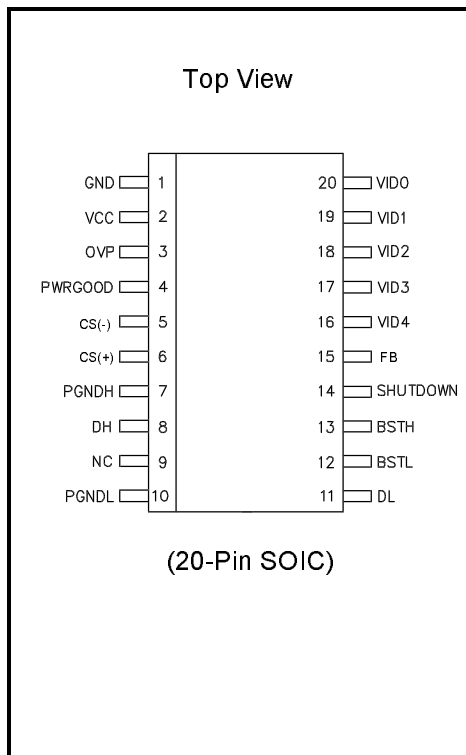 Top View
GND 1 20 VID0
VCC 2 19 VID1
OVP 3 18 VID2
PWRGOOD 4 17 VID3
CS(-) 5 16 VID4
CS(+) 6 15 FB
PGNDH 7 14 SHUTDOWN
DH 8 13 BSTH
NC 9 12 BSTL
PGNDL 10 11 DL
(20-Pin SOIC)